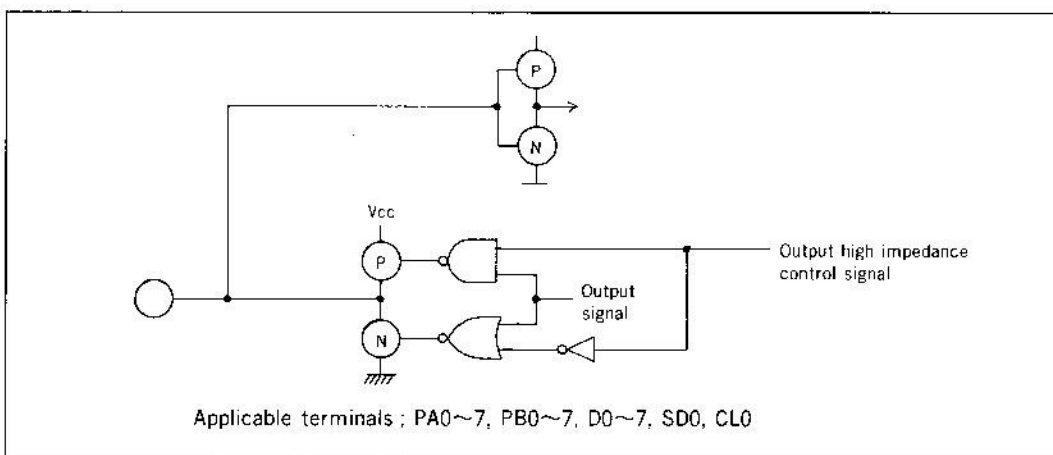 P
N
Vcc
P
Output high impedance
control signal
Output
signal
N
Applicable terminals ; PA0~7, PB0~7, D0~7, SD0, CL0